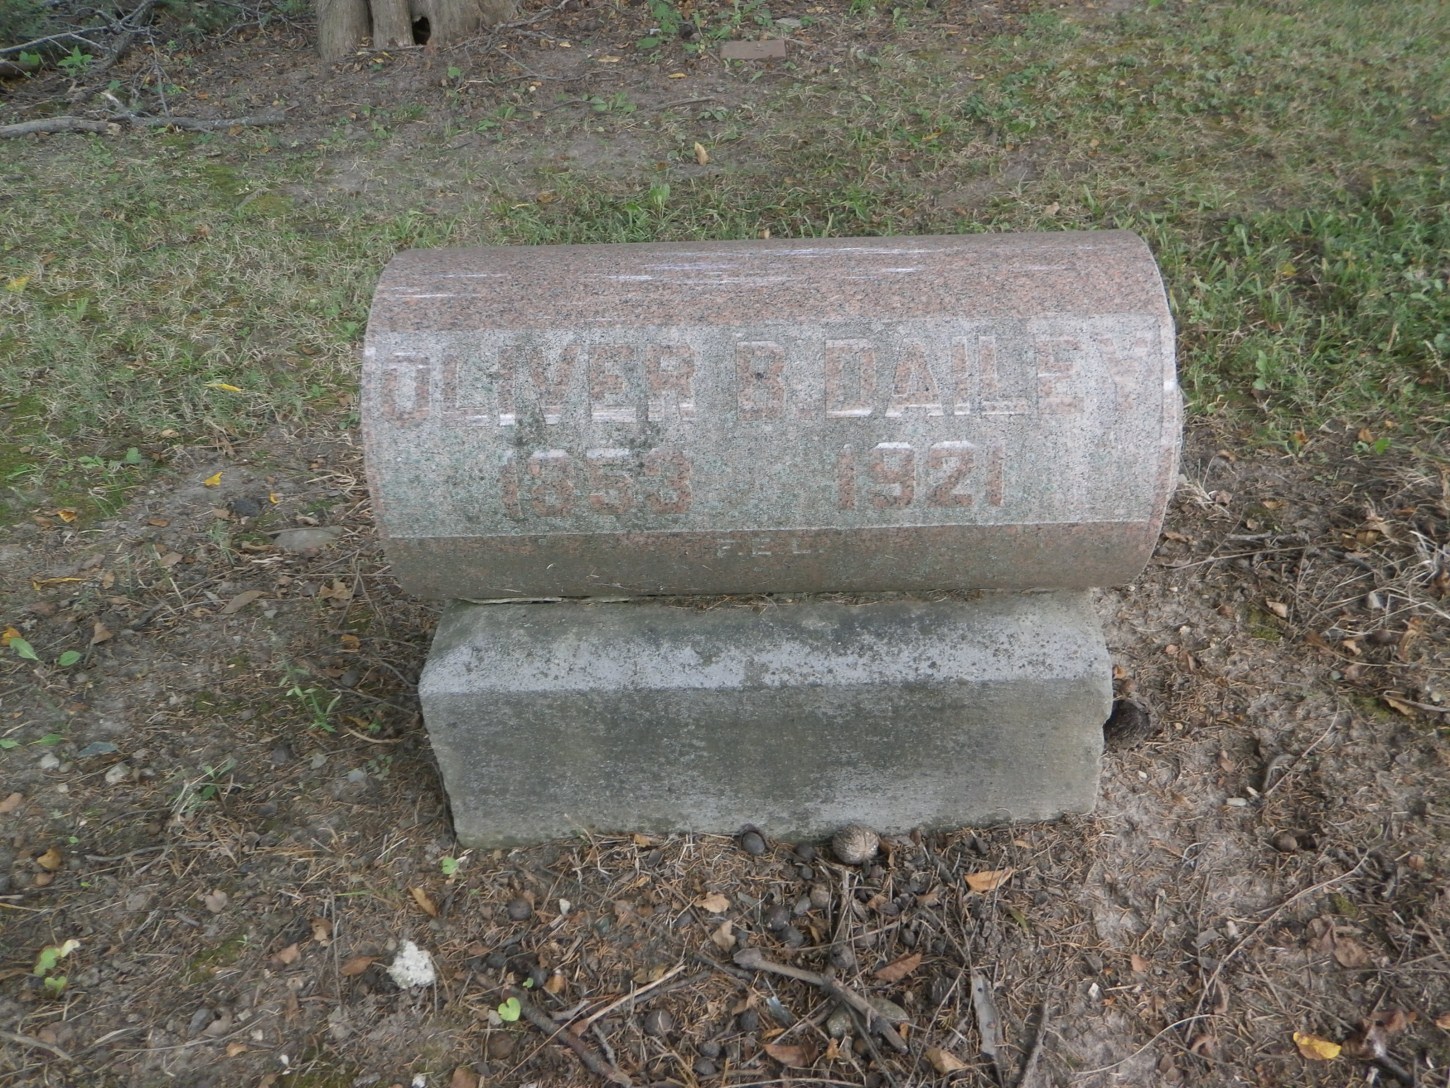 OLIVER B. DAILEY
1853 1921
F.E L.